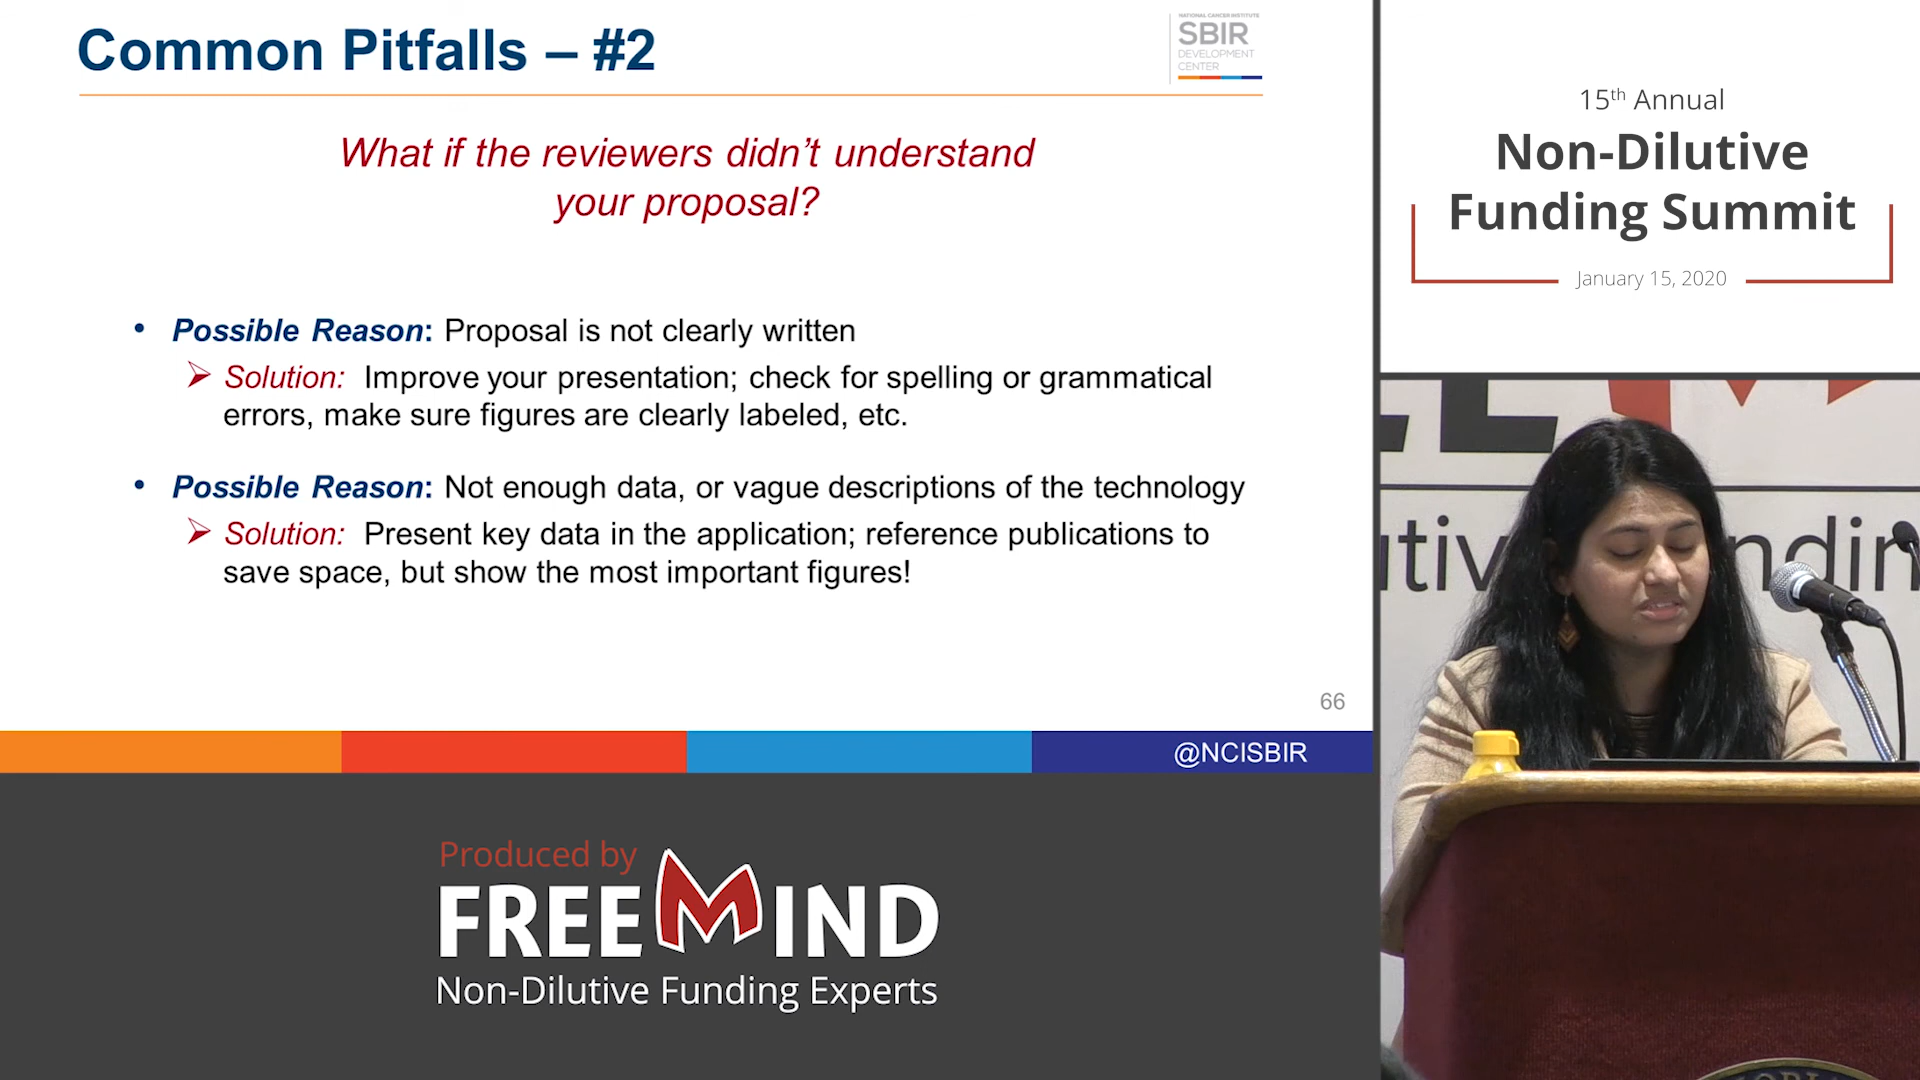 Common Pitfalls – #2
NATIONAL CANCER INSTITUTE
SBIR
DEVELOPMENT
CENTER
What if the reviewers didn’t understand
your proposal?
• Possible Reason: Proposal is not clearly written
➢ Solution: Improve your presentation; check for spelling or grammatical
errors, make sure figures are clearly labeled, etc.
• Possible Reason: Not enough data, or vague descriptions of the technology
➢ Solution: Present key data in the application; reference publications to
save space, but show the most important figures!
66
@NCISBIR
Produced by
FREEMIND
Non-Dilutive Funding Experts
15th Annual
Non-Dilutive
Funding Summit
January 15, 2020